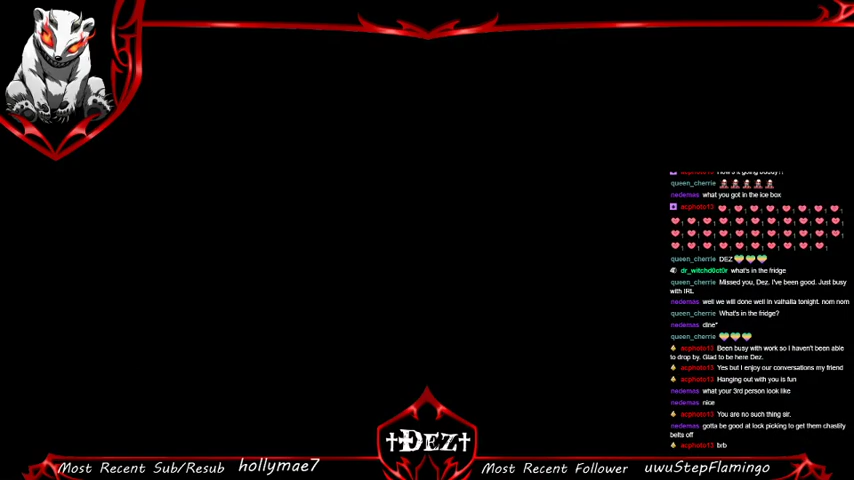 queen_cherrie
nedemas what you got in the ice box
acphoto13
queen_cherrie DEZ
dr_witchd0ct0r what's in the fridge
queen_cherrie Missed you, Dez. I've been good. Just busy
with IRL
nedemas well we will done well in valhalla tonight. nom nom
queen_cherrie What's in the fridge?
nedemas dine*
queen_cherrie
acphoto13 Been busy with work so I haven't been able
to drop by. Glad to be here Dez.
acphoto13 Yes but I enjoy our conversations my friend
acphoto13 Hanging out with you is fun
nedemas what your 3rd person look like
nedemas nice
acphoto13 You are no such thing sir.
nedemas gotta be good at lock picking to get them chastity
belts off
acphoto13 brb
†DEZ†
Most Recent Sub/Resub hollymae7
Most Recent Follower uwuStepFlamingo